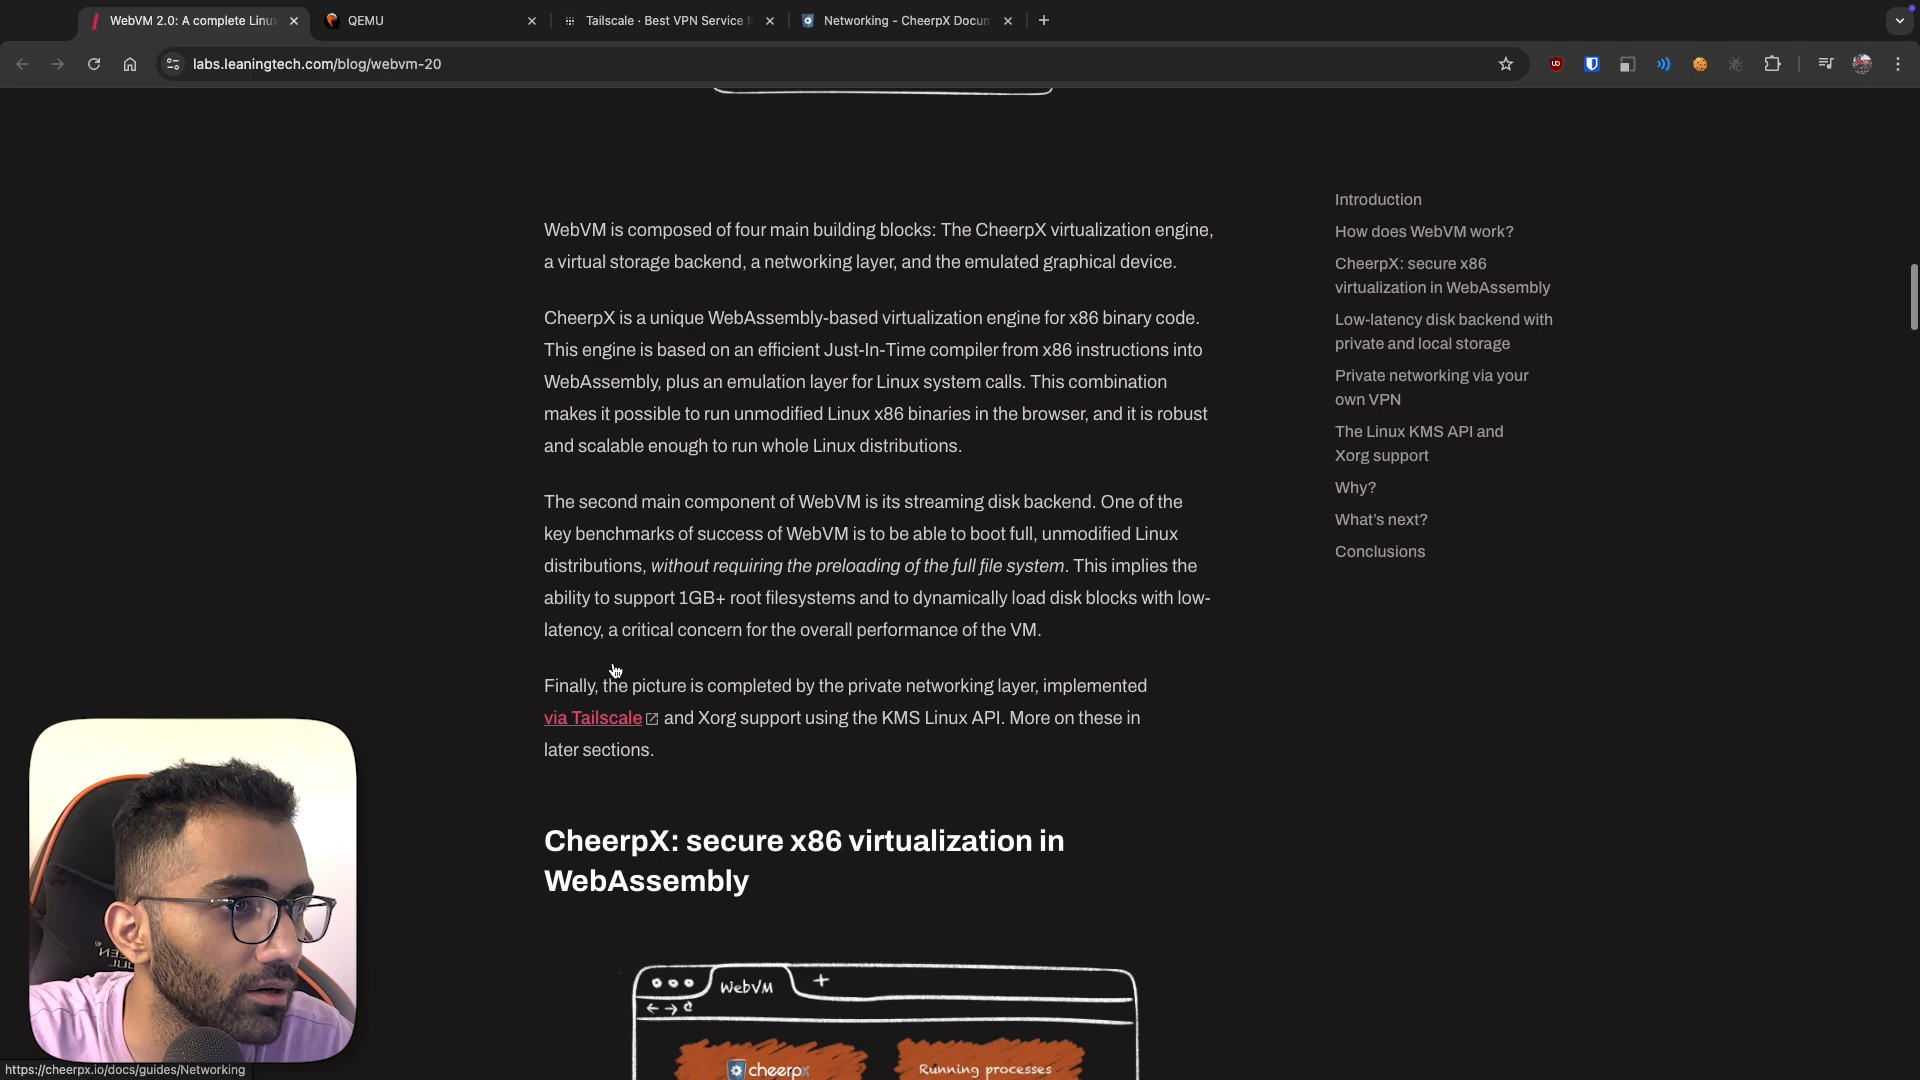 WebVM 2.0: A complete Linux
QEMU
Tailscale · Best VPN Service f
Networking - CheerpX Docum
labs.leaningtech.com/blog/webvm-20
WebVM is composed of four main building blocks: The CheerpX virtualization engine,
a virtual storage backend, a networking layer, and the emulated graphical device.
CheerpX is a unique WebAssembly-based virtualization engine for x86 binary code.
This engine is based on an efficient Just-In-Time compiler from x86 instructions into
WebAssembly, plus an emulation layer for Linux system calls. This combination
makes it possible to run unmodified Linux x86 binaries in the browser, and it is robust
and scalable enough to run whole Linux distributions.
The second main component of WebVM is its streaming disk backend. One of the
key benchmarks of success of WebVM is to be able to boot full, unmodified Linux
distributions, without requiring the preloading of the full file system. This implies the
ability to support 1GB+ root filesystems and to dynamically load disk blocks with low-
latency, a critical concern for the overall performance of the VM.
Finally, the picture is completed by the private networking layer, implemented
via Tailscale and Xorg support using the KMS Linux API. More on these in
later sections.
CheerpX: secure x86 virtualization in
WebAssembly
WebVM
cheerpx
Running processes
Introduction
How does WebVM work?
CheerpX: secure x86
virtualization in WebAssembly
Low-latency disk backend with
private and local storage
Private networking via your
own VPN
The Linux KMS API and
Xorg support
Why?
What's next?
Conclusions
https://cheerpx.io/docs/guides/Networking